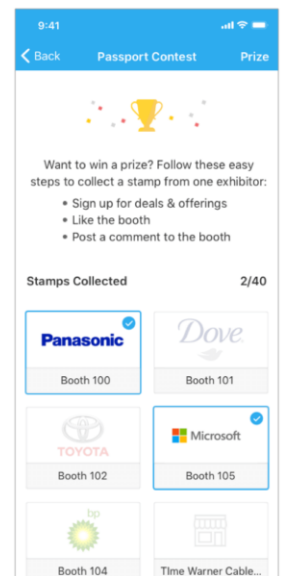 9:41
Back Passport Contest Prize
Want to win a prize? Follow these easy
steps to collect a stamp from one exhibitor:
• Sign up for deals & offerings
• Like the booth
• Post a comment to the booth
Stamps Collected 2/40
Panasonic Dove
Booth 100 Booth 101
TOYOTA Microsoft
Booth 102 Booth 105
bp
Booth 104 TIme Warner Cable...